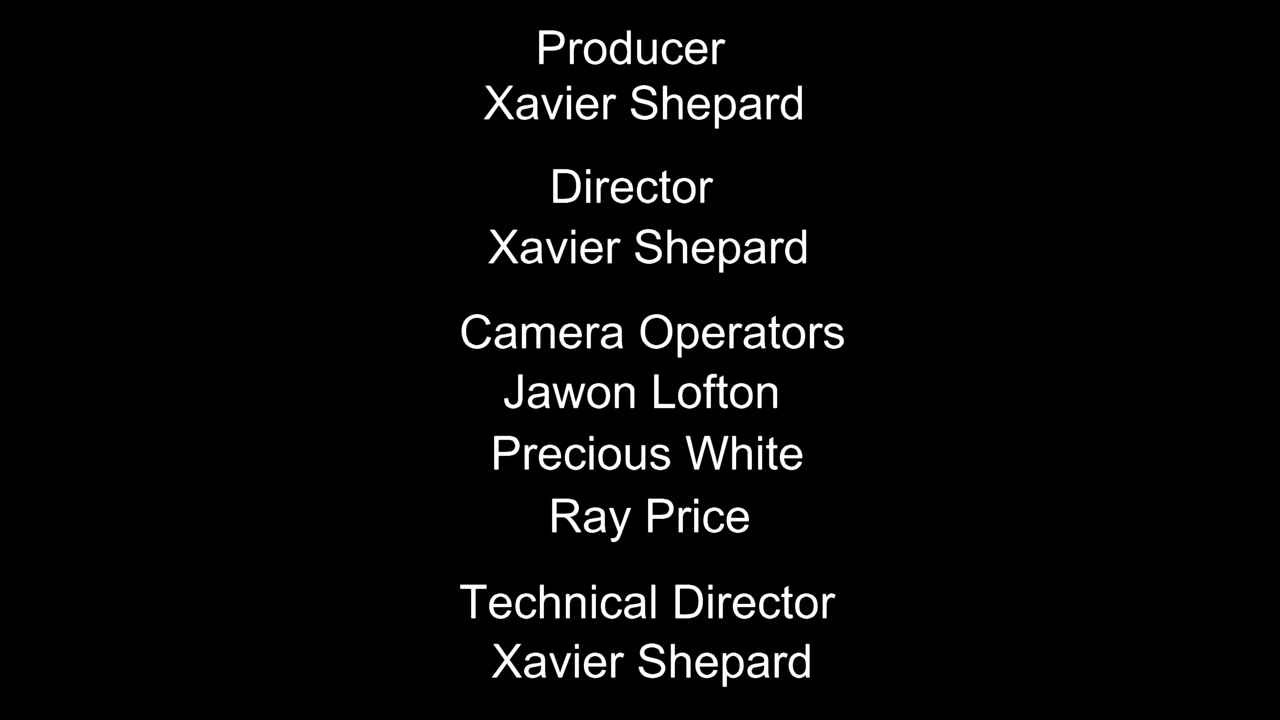 Producer
Xavier Shepard
Director
Xavier Shepard
Camera Operators
Jawon Lofton
Precious White
Ray Price
Technical Director
Xavier Shepard